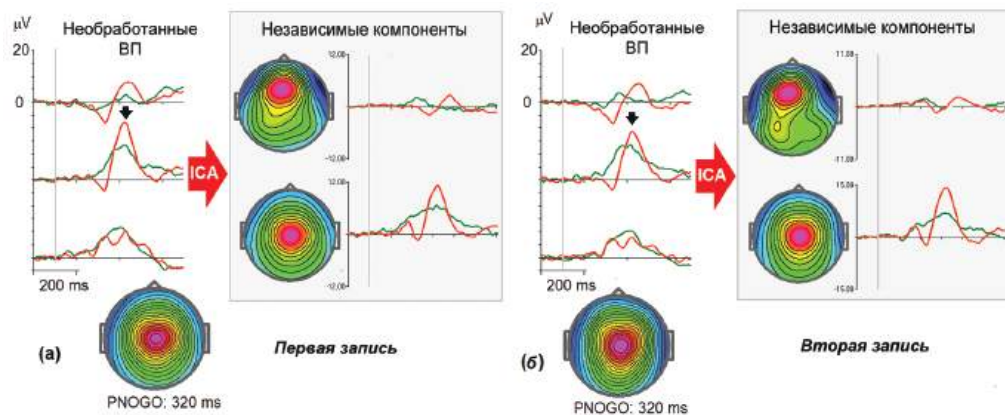 μV
Необработанные
ВП
20
0
200 ms
ICA
Независимые компоненты
12.00
-12.00
12.00
-12.00
(а)
PNOGO: 320 ms
Первая запись
μV
Необработанные
ВП
20
0
200 ms
ICA
Независимые компоненты
11.00
-11.00
15.00
-15.00
(б)
PNOGO: 320 ms
Вторая запись